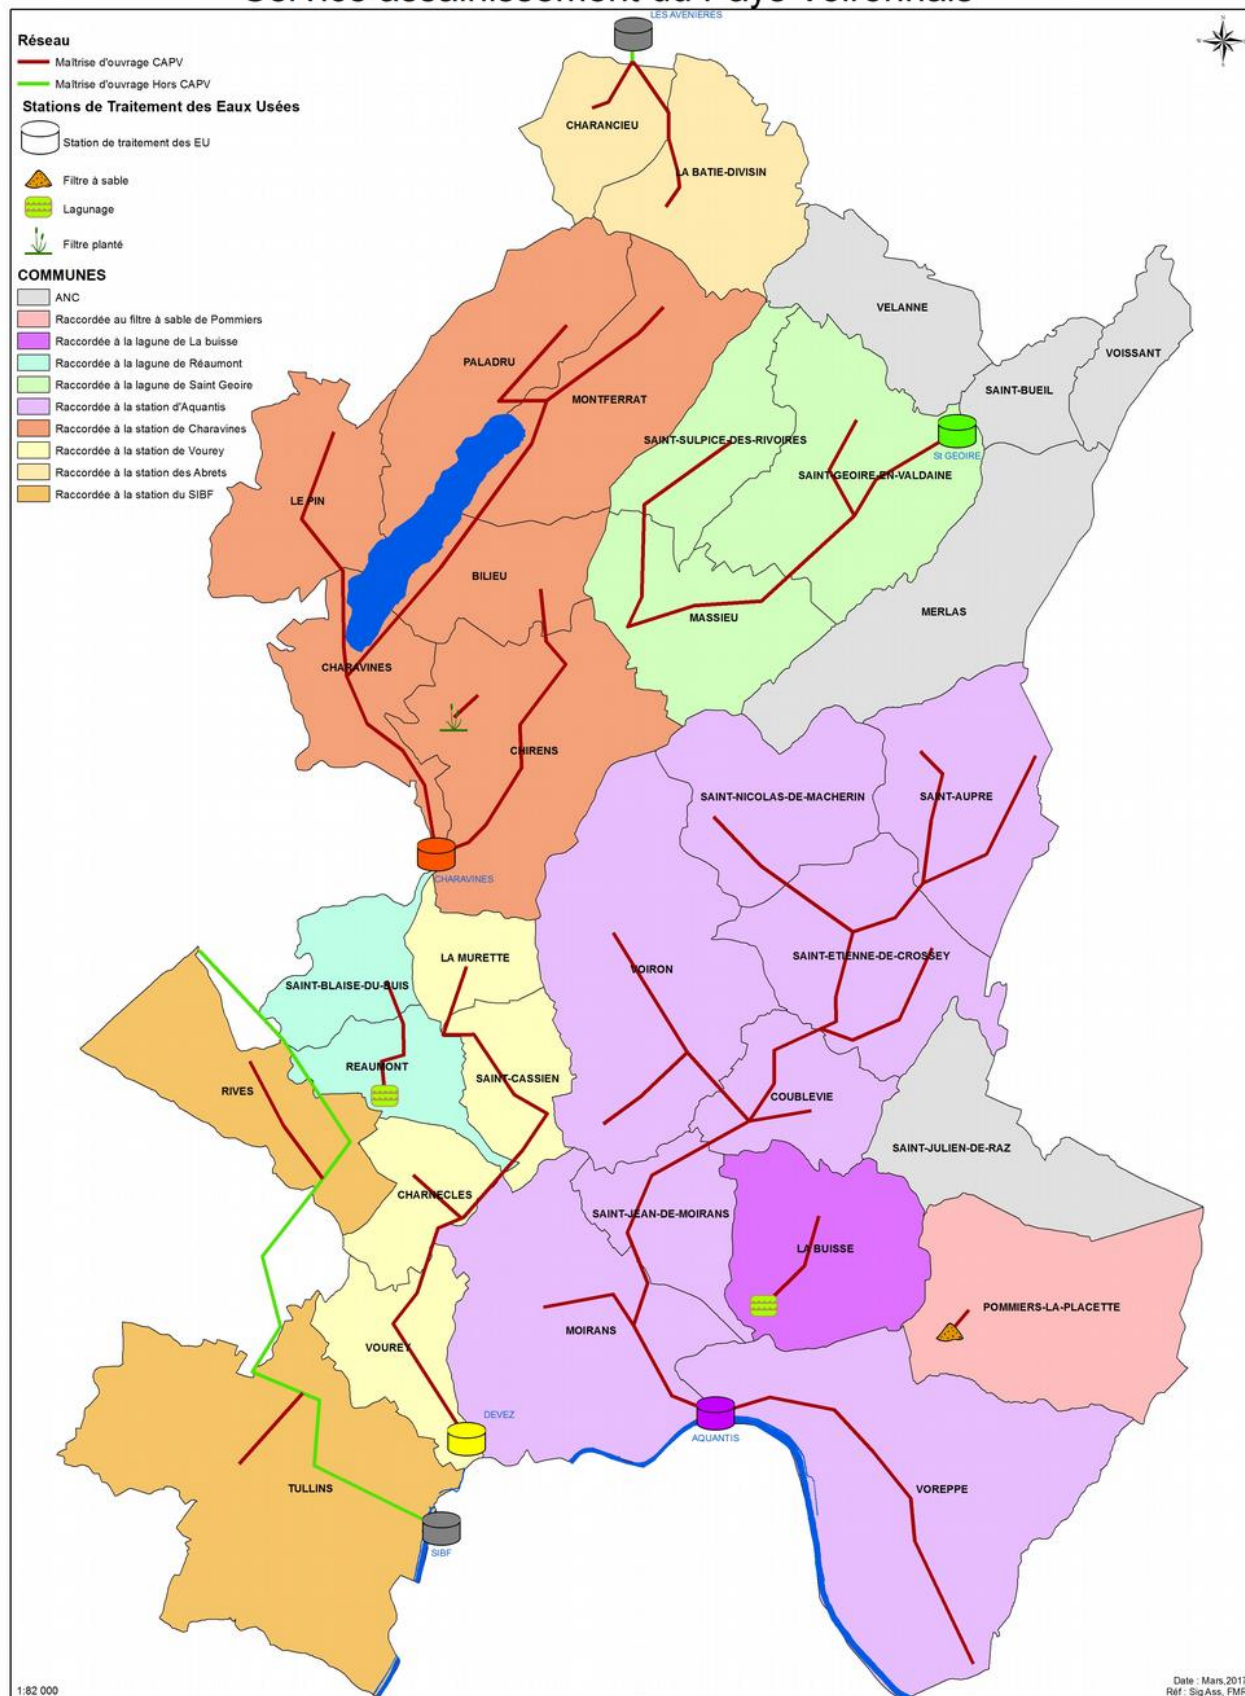 Service assainissement du Pays Voironnais
LES AVENIERES
Réseau
Maîtrise d'ouvrage CAPV
Maîtrise d'ouvrage Hors CAPV
Stations de Traitement des Eaux Usées
Station de traitement des EU
Filtre à sable
Lagunage
Filtre planté
COMMUNES
ANC
Raccordée au filtre à sable de Pommiers
Raccordée à la lagune de La buisse
Raccordée à la lagune de Réaumont
Raccordée à la lagune de Saint Geoire
Raccordée à la station d'Aquantis
Raccordée à la station de Charavines
Raccordée à la station de Vourey
Raccordée à la station des Abrets
Raccordée à la station du SIBF
CHARANCIEU
LA BATIE-DIVISIN
VELANNE
VOISSANT
SAINT-BUEIL
PALADRU
MONTFERRAT
SAINT-SULPICE-DES-RIVOIRES
St GEOIRE
SAINT-GEOIRE-EN-VALDAINE
LE PIN
BILIEU
MASSIEU
MERLAS
CHARAVINES
CHIRENS
SAINT-NICOLAS-DE-MACHERIN
SAINT-AUPRE
CHARAVINES
LA MURETTE
SAINT-ETIENNE-DE-CROSSEY
VOIRON
SAINT-BLAISE-DU-BUIS
REAUMONT
SAINT-CASSIEN
RIVES
COUBLEVIE
SAINT-JULIEN-DE-RAZ
CHARNECLES
SAINT-JEAN-DE-MOIRANS
LA BUISSE
POMMIERS-LA-PLACETTE
MOIRANS
VOUREY
DEVEZ
AQUANTIS
TULLINS
VOREPPE
SIBF
1:82 000
Date : Mars,2017
Réf : SigAss, FMR